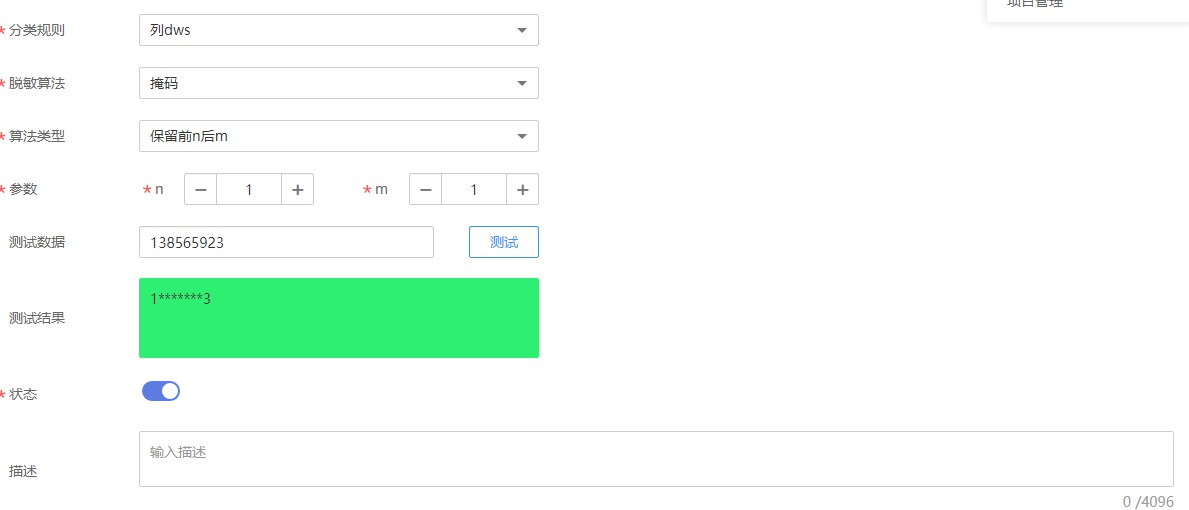 项目管理
* 分类规则 列dws
* 脱敏算法 掩码
* 算法类型 保留前n后m
* 参数 * n − 1 + * m − 1 +
测试数据 138565923 测试
测试结果 1*******3
* 状态
描述 输入描述
0 /4096